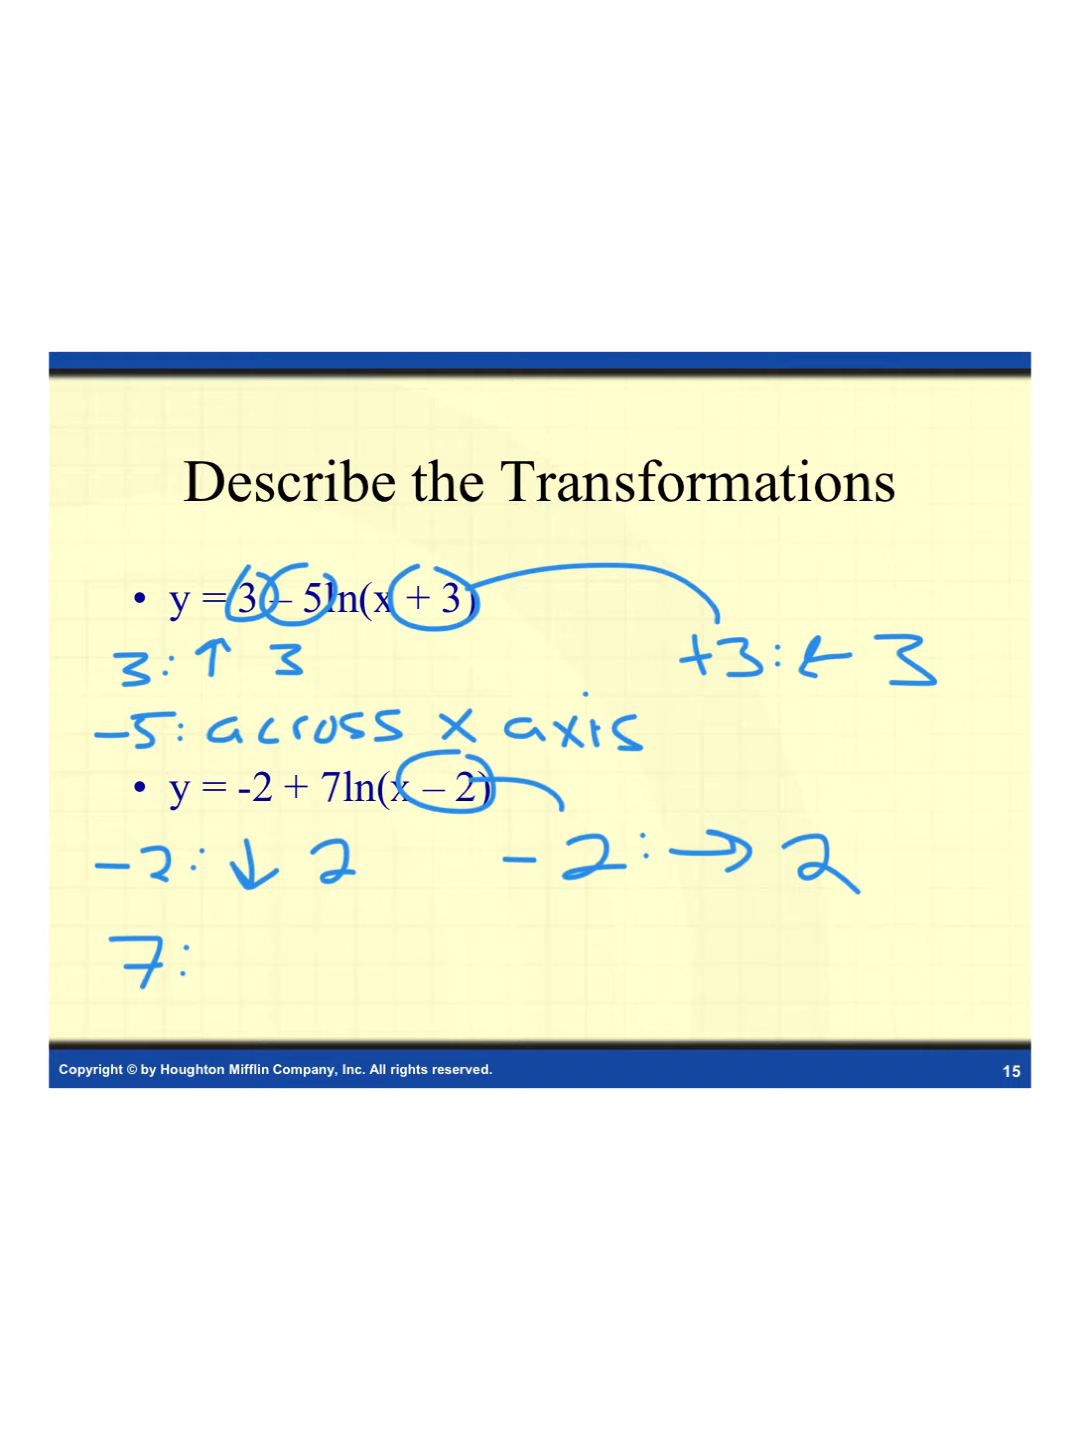 Describe the Transformations
• y = 3 – 5ln(x + 3)
3: ↑ 3
+3: ← 3
-5: across x axis
• y = -2 + 7ln(x – 2)
-2: ↓ 2
-2: → 2
7:
Copyright © by Houghton Mifflin Company, Inc. All rights reserved.
15